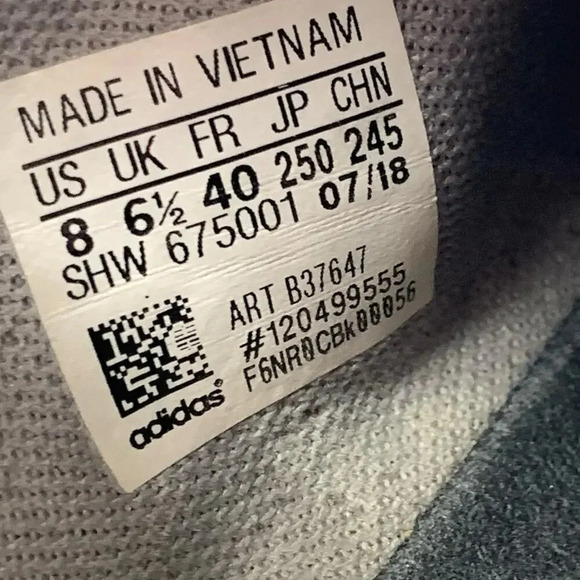 MADE IN VIETNAM
US UK FR JP CHN
8 6½ 40 250 245
SHW 675001 07/18
ART B37647
#120499555
F6NR0CBk00056
adidas®